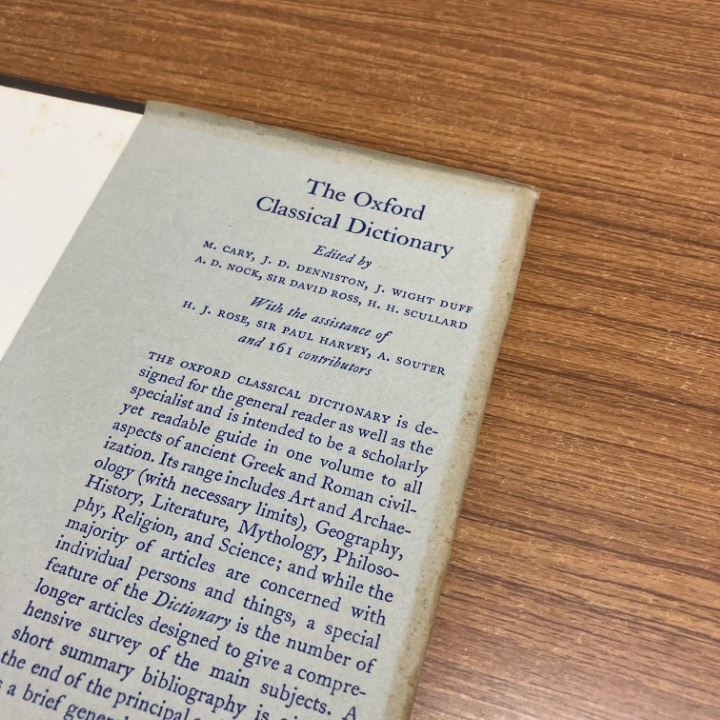 The Oxford
Classical Dictionary
Edited by
M. CARY, J. D. DENNISTON, J. WIGHT DUFF
A. D. NOCK, SIR DAVID ROSS, H. H. SCULLARD
With the assistance of
H. J. ROSE, SIR PAUL HARVEY, A. SOUTER
and 161 contributors
THE OXFORD CLASSICAL DICTIONARY is de-
signed for the general reader as well as the
specialist and is intended to be a scholarly
yet readable guide in one volume to all
aspects of ancient Greek and Roman civil-
ization. Its range includes Art and Archae-
ology (with necessary limits), Geography,
History, Literature, Mythology, Philoso-
phy, Religion, and Science; and while the
majority of articles are concerned with
individual persons and things, a special
feature of the Dictionary is the number of
longer articles designed to give a compre-
hensive survey of the main subjects. A
short summary bibliography is
the end of the principal
a brief general